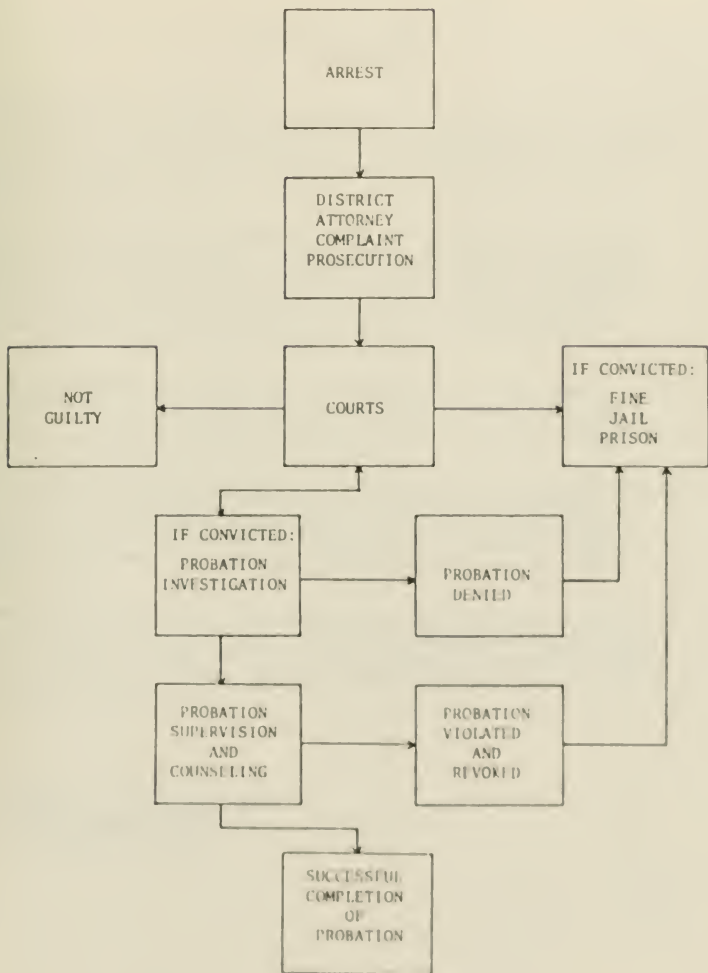 ARREST
DISTRICT
ATTORNEY
COMPLAINT
PROSECUTION
NOT
GUILTY
COURTS
IF CONVICTED:
FINE
JAIL
PRISON
IF CONVICTED:
PROBATION
INVESTIGATION
PROBATION
DENIED
PROBATION
SUPERVISION
AND
COUNSELING
PROBATION
VIOLATED
AND
REVOKED
SUCCESSFUL
COMPLETION
OF
PROBATION